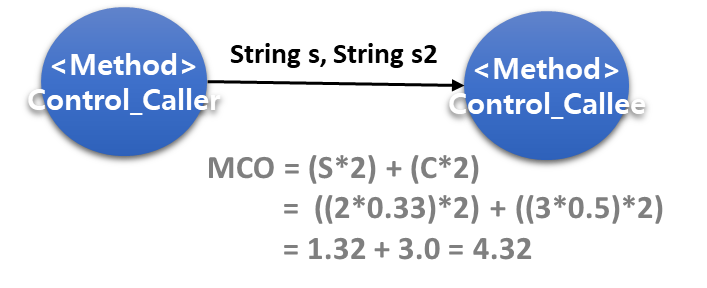 <Method>
Control_Caller
String s, String s2
<Method>
Control_Callee
MCO = (S*2) + (C*2)
= ((2*0.33)*2) + ((3*0.5)*2)
= 1.32 + 3.0 = 4.32